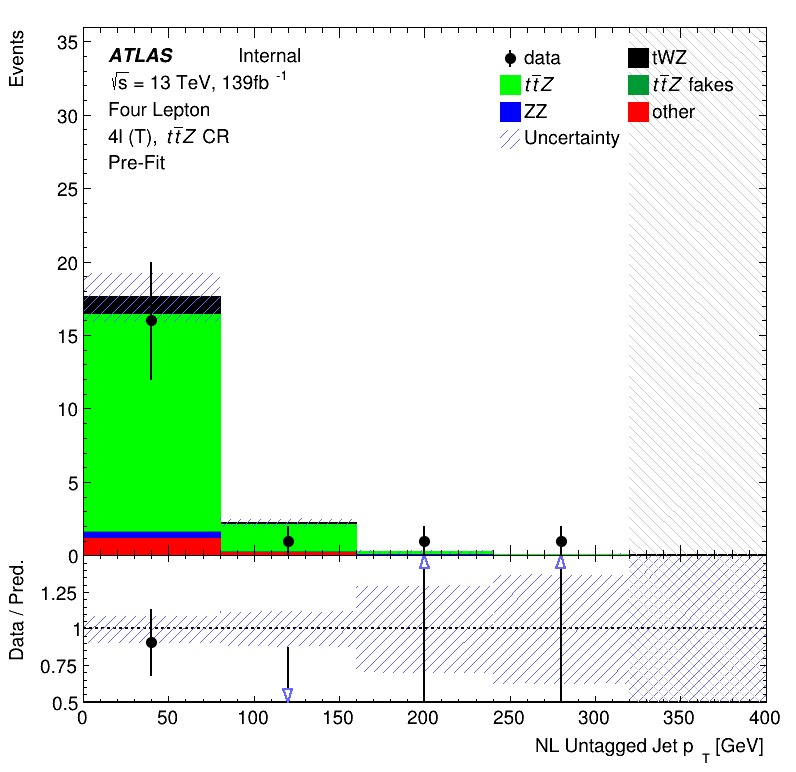 Events
35
30
25
20
15
10
5
0
ATLAS Internal
√s = 13 TeV, 139fb⁻¹
Four Lepton
4l (T), tt̅Z CR
Pre-Fit
data
tWZ
tt̅Z
tt̅Z fakes
ZZ
other
Uncertainty
Data / Pred.
1.25
1
0.75
0.5
0 50 100 150 200 250 300 350 400
NL Untagged Jet p_T [GeV]